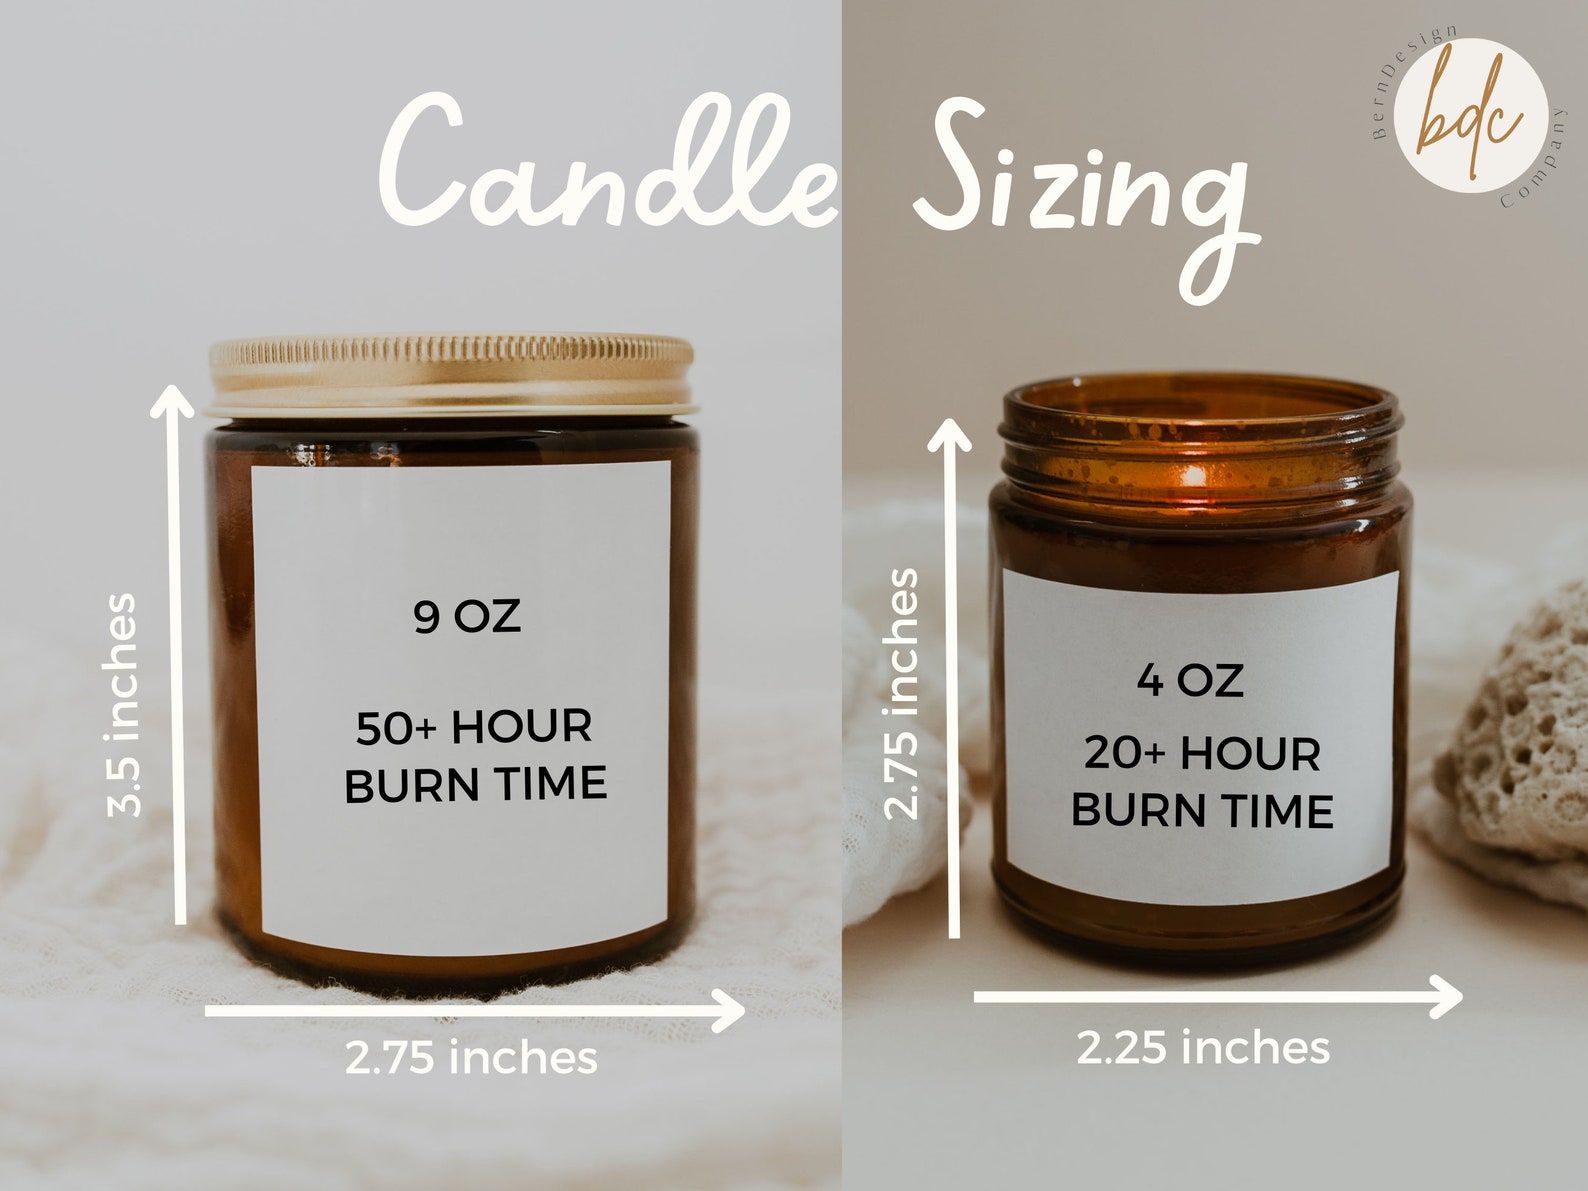 Candle Sizing
BernDesign
bdc
Company
9 OZ
50+ HOUR
BURN TIME
3.5 inches
2.75 inches
4 OZ
20+ HOUR
BURN TIME
2.75 inches
2.25 inches